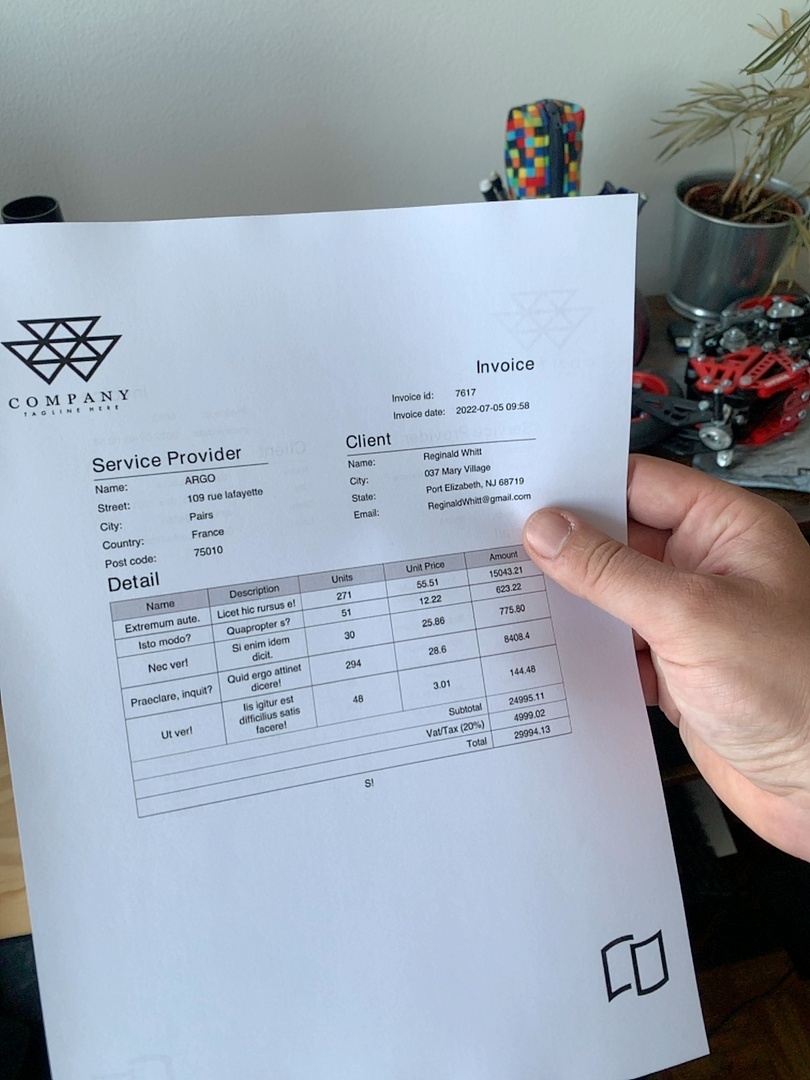 COMPANY
TAGLINE HERE
Invoice
Invoice id: 7617
Invoice date: 2022-07-05 09:58
Service Provider
Name: ARGO
Street: 109 rue lafayette
City: Pairs
Country: France
Post code: 75010
Client
Name: Reginald Whitt
City: 037 Mary Village
State: Port Elizabeth, NJ 68719
Email: ReginaldWhitt@gmail.com
Detail
Name Description Units Unit Price Amount
Extremum aute. Licet hic rursus e! 271 55.51 15043.21
Isto modo? Quapropter s? 51 12.22 623.22
Nec ver! Si enim idem 30 25.86 775.80
dicit.
Praeclare, inquit? Quid ergo attinet 294 28.6 8408.4
dicere!
Ut ver! Iis igitur est 48 3.01 144.48
difficilius satis
facere!
Subtotal 24995.11
Vat/Tax (20%) 4999.02
Total 29994.13
S!